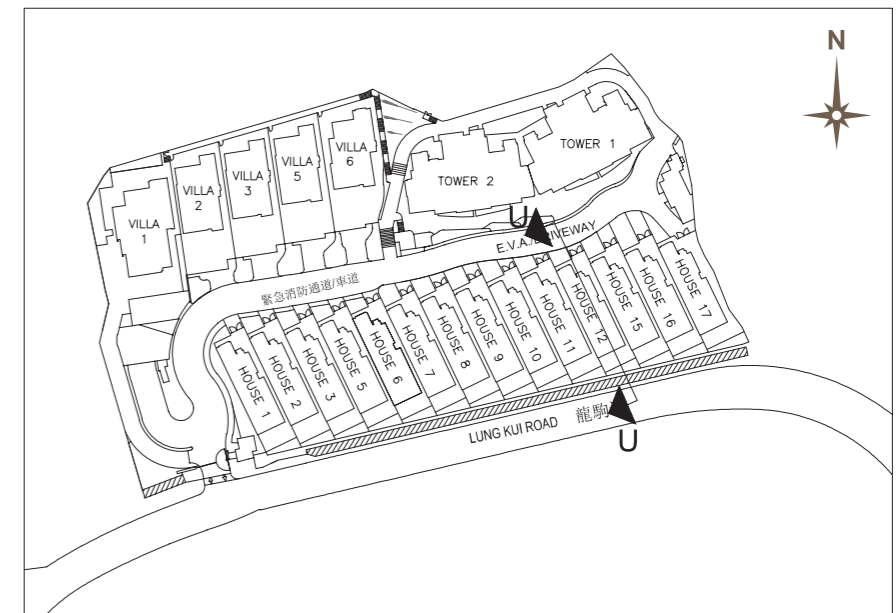 N
VILLA
1
VILLA
2
VILLA
3
VILLA
5
VILLA
6
TOWER 2
TOWER 1
U
E.V.A./DRIVEWAY
緊急消防通道/車道
HOUSE 1
HOUSE 2
HOUSE 3
HOUSE 5
HOUSE 6
HOUSE 7
HOUSE 8
HOUSE 9
HOUSE 10
HOUSE 11
HOUSE 12
HOUSE 15
HOUSE 16
HOUSE 17
LUNG KUI ROAD
龍駒
U